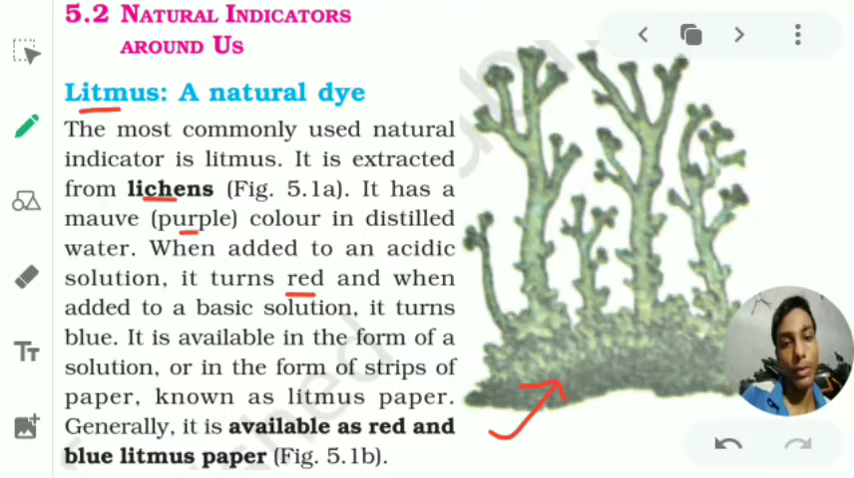 5.2 NATURAL INDICATORS
AROUND US
Litmus: A natural dye
The most commonly used natural
indicator is litmus. It is extracted
from lichens (Fig. 5.1a). It has a
mauve (purple) colour in distilled
water. When added to an acidic
solution, it turns red and when
added to a basic solution, it turns
blue. It is available in the form of a
solution, or in the form of strips of
paper, known as litmus paper.
Generally, it is available as red and
blue litmus paper (Fig. 5.1b).
TT